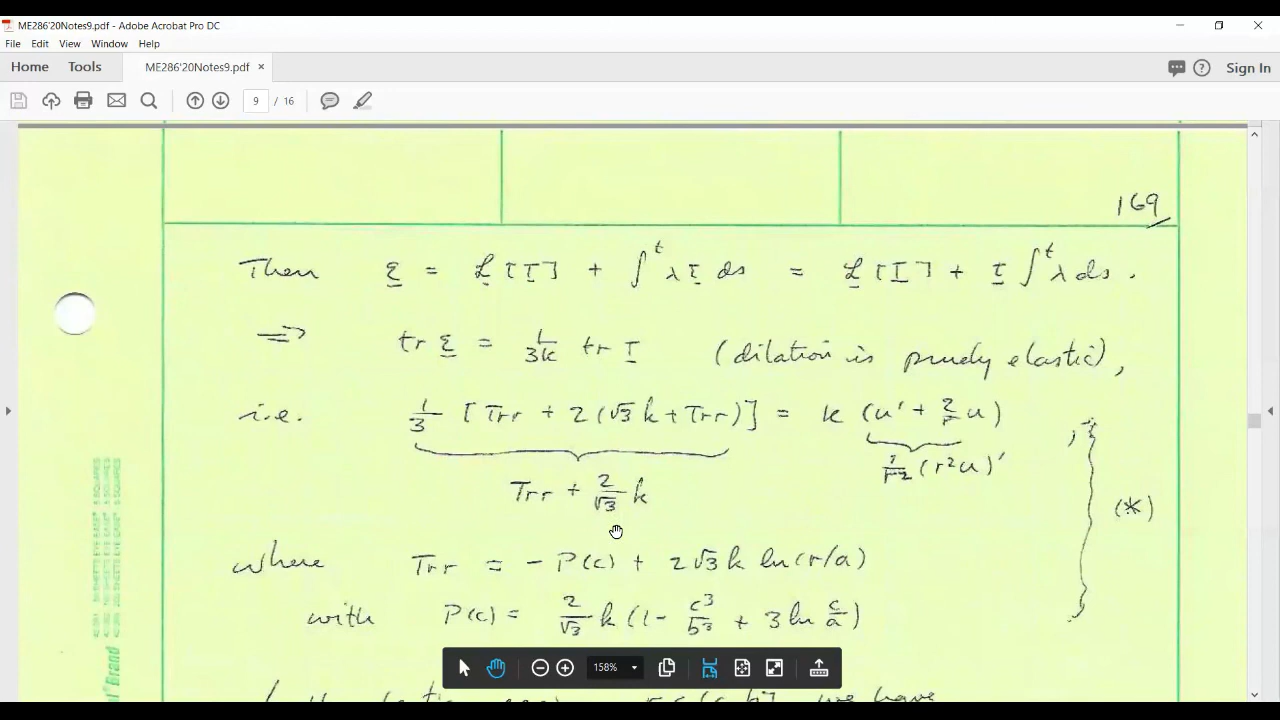 ME286'20Notes9.pdf - Adobe Acrobat Pro DC
File Edit View Window Help
Home Tools ME286'20Notes9.pdf × Sign In
9 / 16
169
Then ε = 𝓛[T] + ∫^t λ τ ds = 𝓛[T] + τ ∫^t λ ds .
⇒ tr ε = 1/3k tr T (dilation is purely elastic),
i.e. 1/3 [Trr + 2(√3 k + Trr)] = k (u' + 2/r u) ,
1/r² (r²u)'
Trr + 2/√3 k
(*)
where Trr = - P(c) + 2√3 k ln(r/a)
with P(c) = 2/√3 k (1 - c³/b³ + 3 ln c/a)
158%
we have